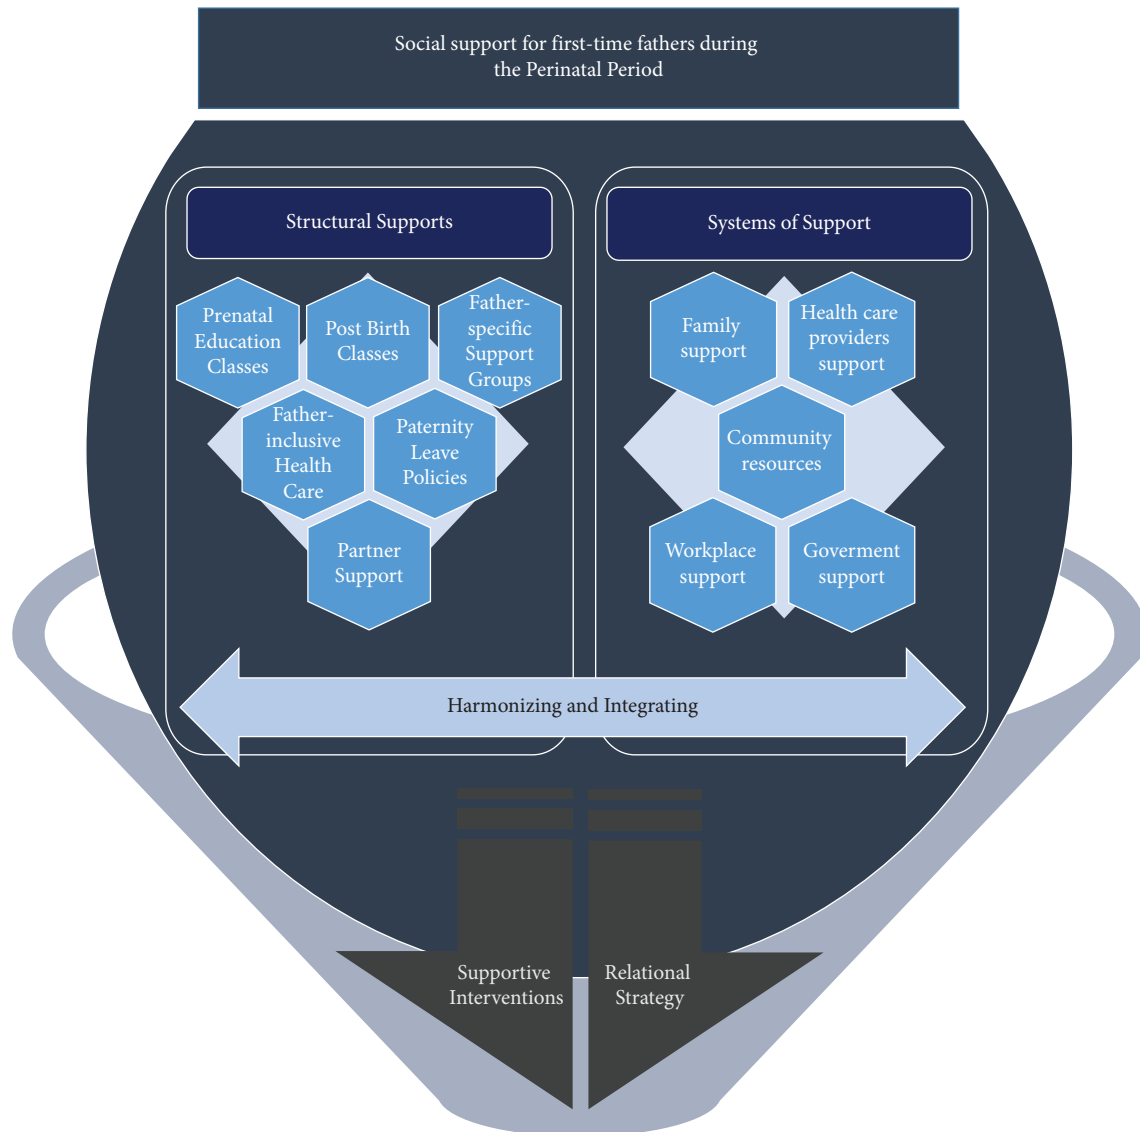 Social support for first-time fathers during
the Perinatal Period
Structural Supports
Prenatal
Education
Classes
Post Birth
Classes
Father-
specific
Support
Groups
Father-
inclusive
Health
Care
Paternity
Leave
Policies
Partner
Support
Systems of Support
Family
support
Health care
providers
support
Community
resources
Workplace
support
Goverment
support
Harmonizing and Integrating
Supportive
Interventions
Relational
Strategy